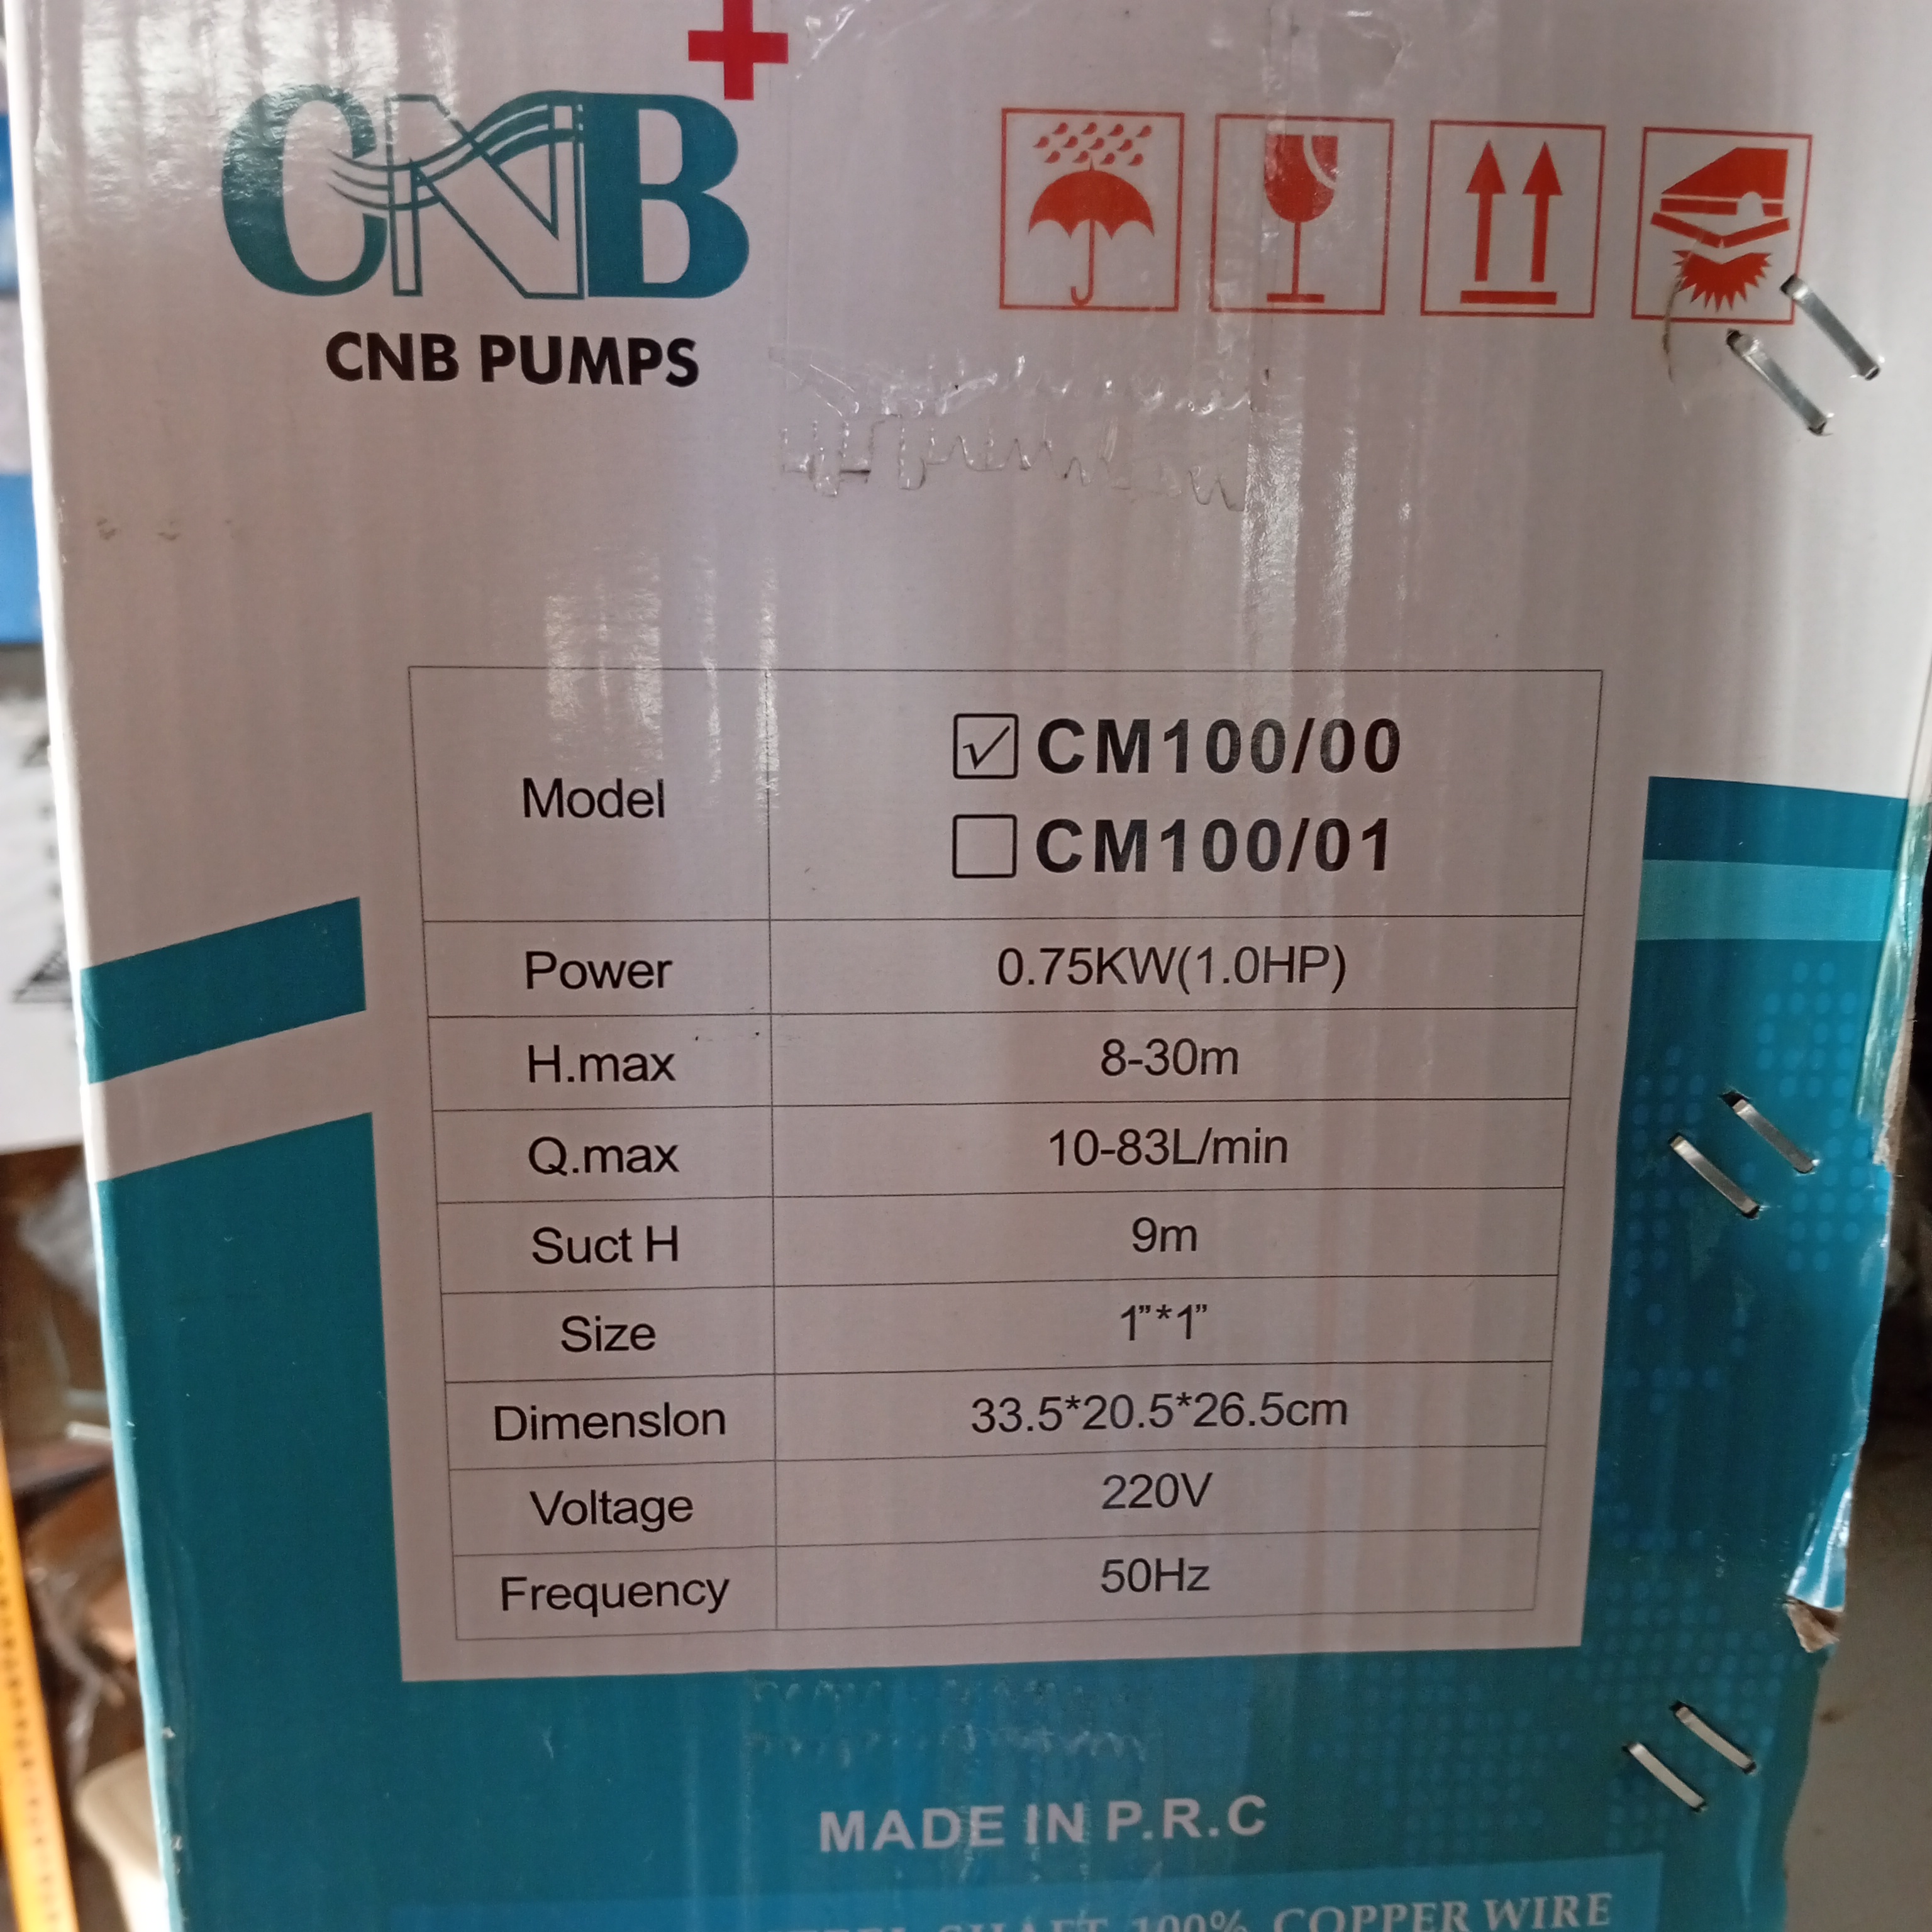 CNB
CNB PUMPS
Model
CM100/00
CM100/01
Power 0.75KW(1.0HP)
H.max 8-30m
Q.max 10-83L/min
Suct H 9m
Size 1”*1”
Dimenslon 33.5*20.5*26.5cm
Voltage 220V
Frequency 50Hz
MADE IN P.R.C
SHAFT 100% COPPER WIRE